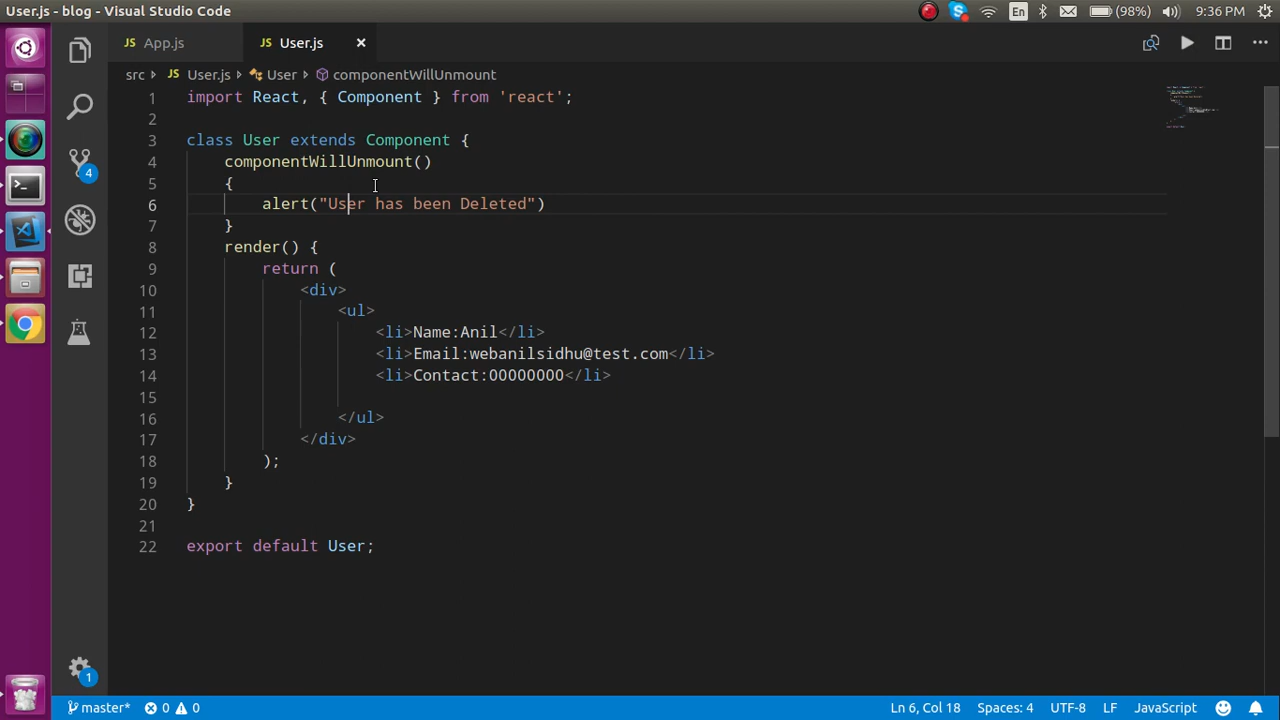 User.js - blog - Visual Studio Code
En
(98%)
9:36 PM
JS App.js
JS User.js
src
JS User.js
User
componentWillUnmount
1 import React, { Component } from 'react';
2
3 class User extends Component {
4 componentWillUnmount()
5 {
6 alert("User has been Deleted")
7 }
8 render() {
9 return (
10 <div>
11 <ul>
12 <li>Name:Anil</li>
13 <li>Email:webanilsidhu@test.com</li>
14 <li>Contact:00000000</li>
15
16 </ul>
17 </div>
18 );
19 }
20 }
21
22 export default User;
4
1
master* 0 0 Ln 6, Col 18 Spaces: 4 UTF-8 LF JavaScript